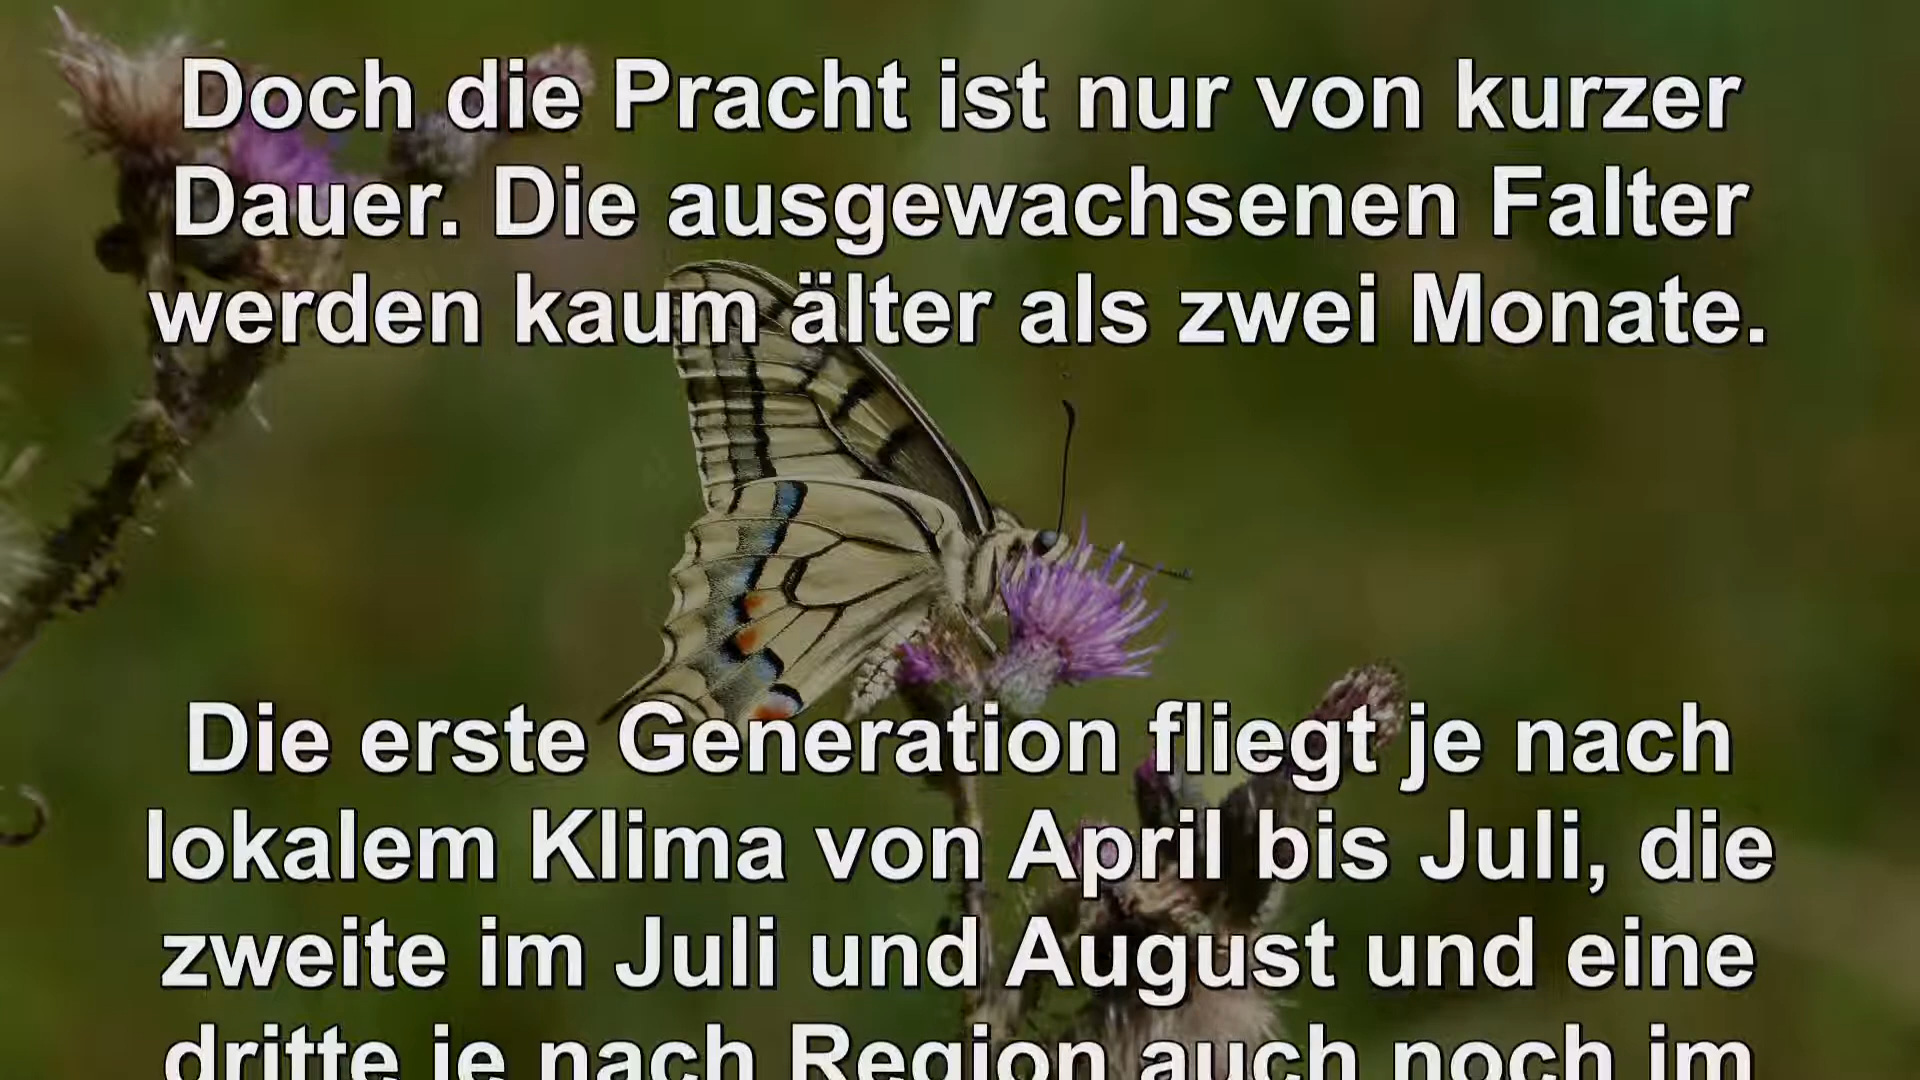 Doch die Pracht ist nur von kurzer
Dauer. Die ausgewachsenen Falter
werden kaum älter als zwei Monate.
Die erste Generation fliegt je nach
lokalem Klima von April bis Juli, die
zweite im Juli und August und eine
dritte je nach Region auch noch im